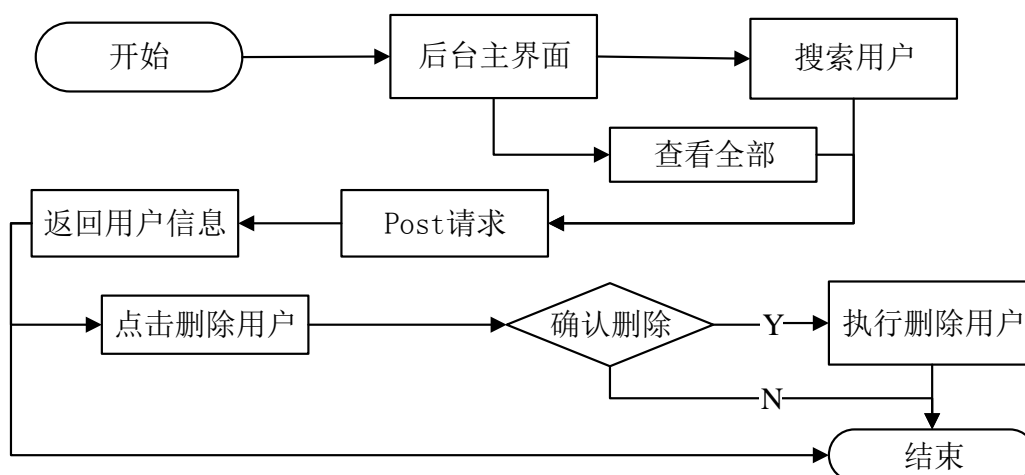 开始
后台主界面
搜索用户
查看全部
返回用户信息
Post请求
点击删除用户
确认删除
Y
执行删除用户
N
结束